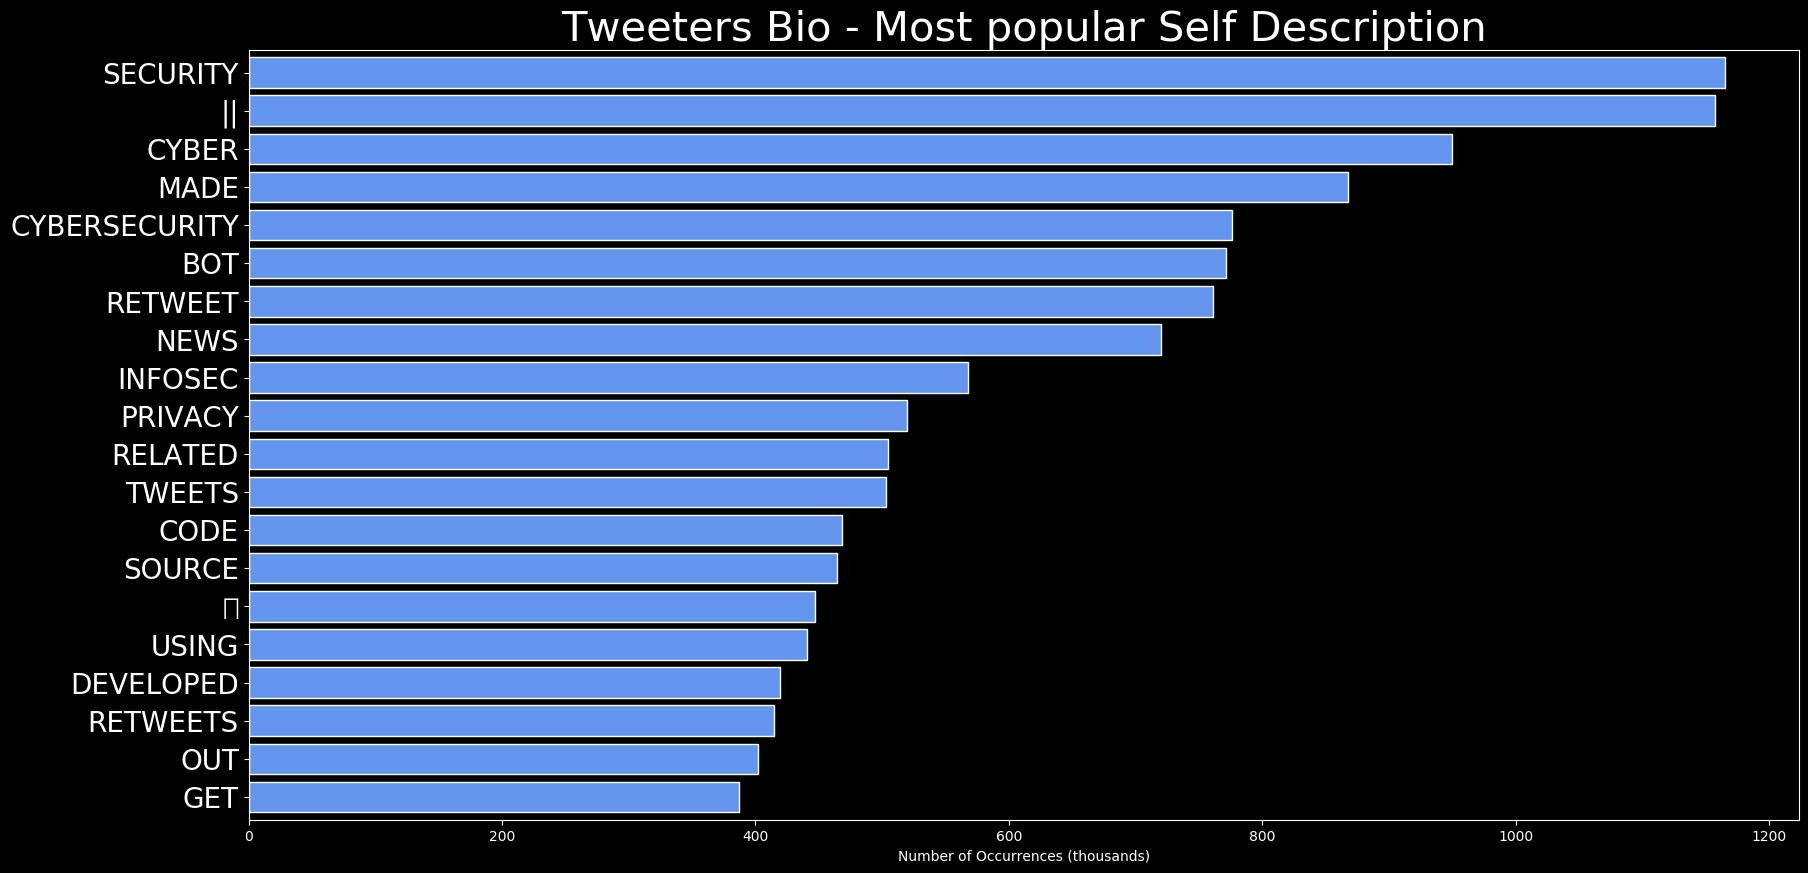 Tweeters Bio - Most popular Self Description
SECURITY
||
CYBER
MADE
CYBERSECURITY
BOT
RETWEET
NEWS
INFOSEC
PRIVACY
RELATED
TWEETS
CODE
SOURCE
USING
DEVELOPED
RETWEETS
OUT
GET
0 200 400 600 800 1000 1200
Number of Occurrences (thousands)